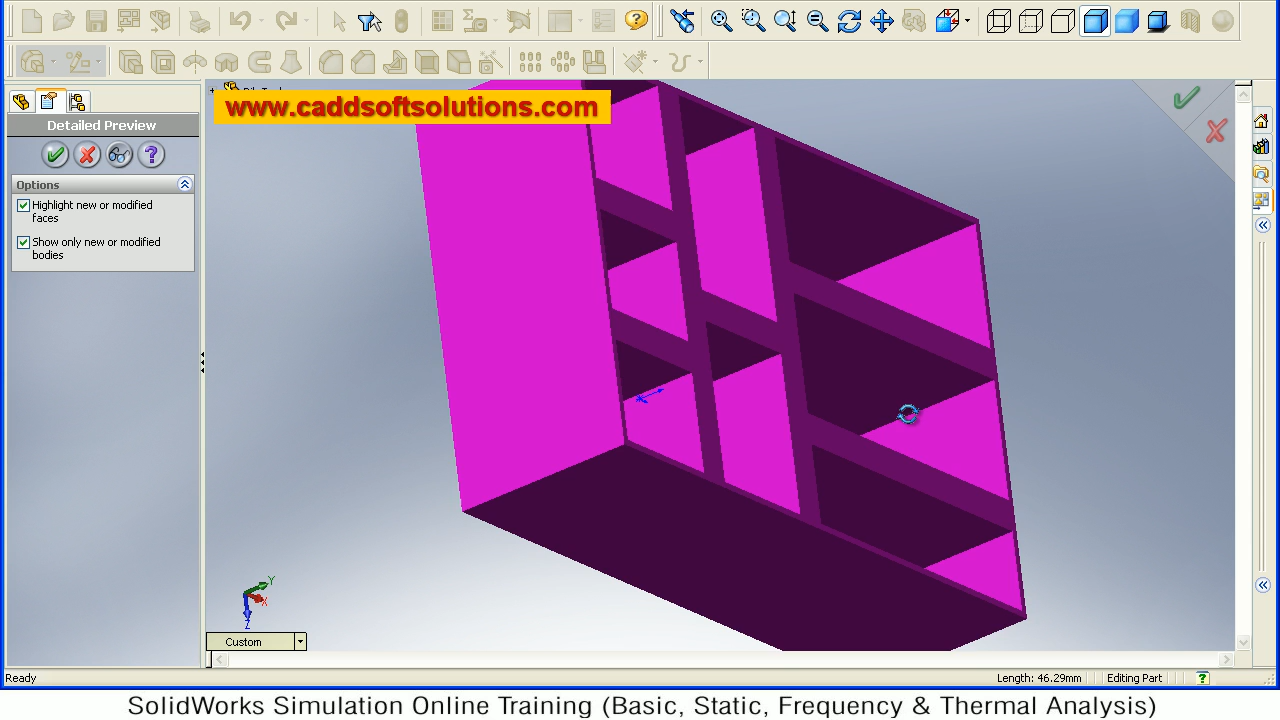 www.caddsoftsolutions.com
Detailed Preview
Options
Highlight new or modified
faces
Show only new or modified
bodies
Y
X
Z
Custom
Ready
Length: 46.29mm
Editing Part
SolidWorks Simulation Online Training (Basic, Static, Frequency & Thermal Analysis)